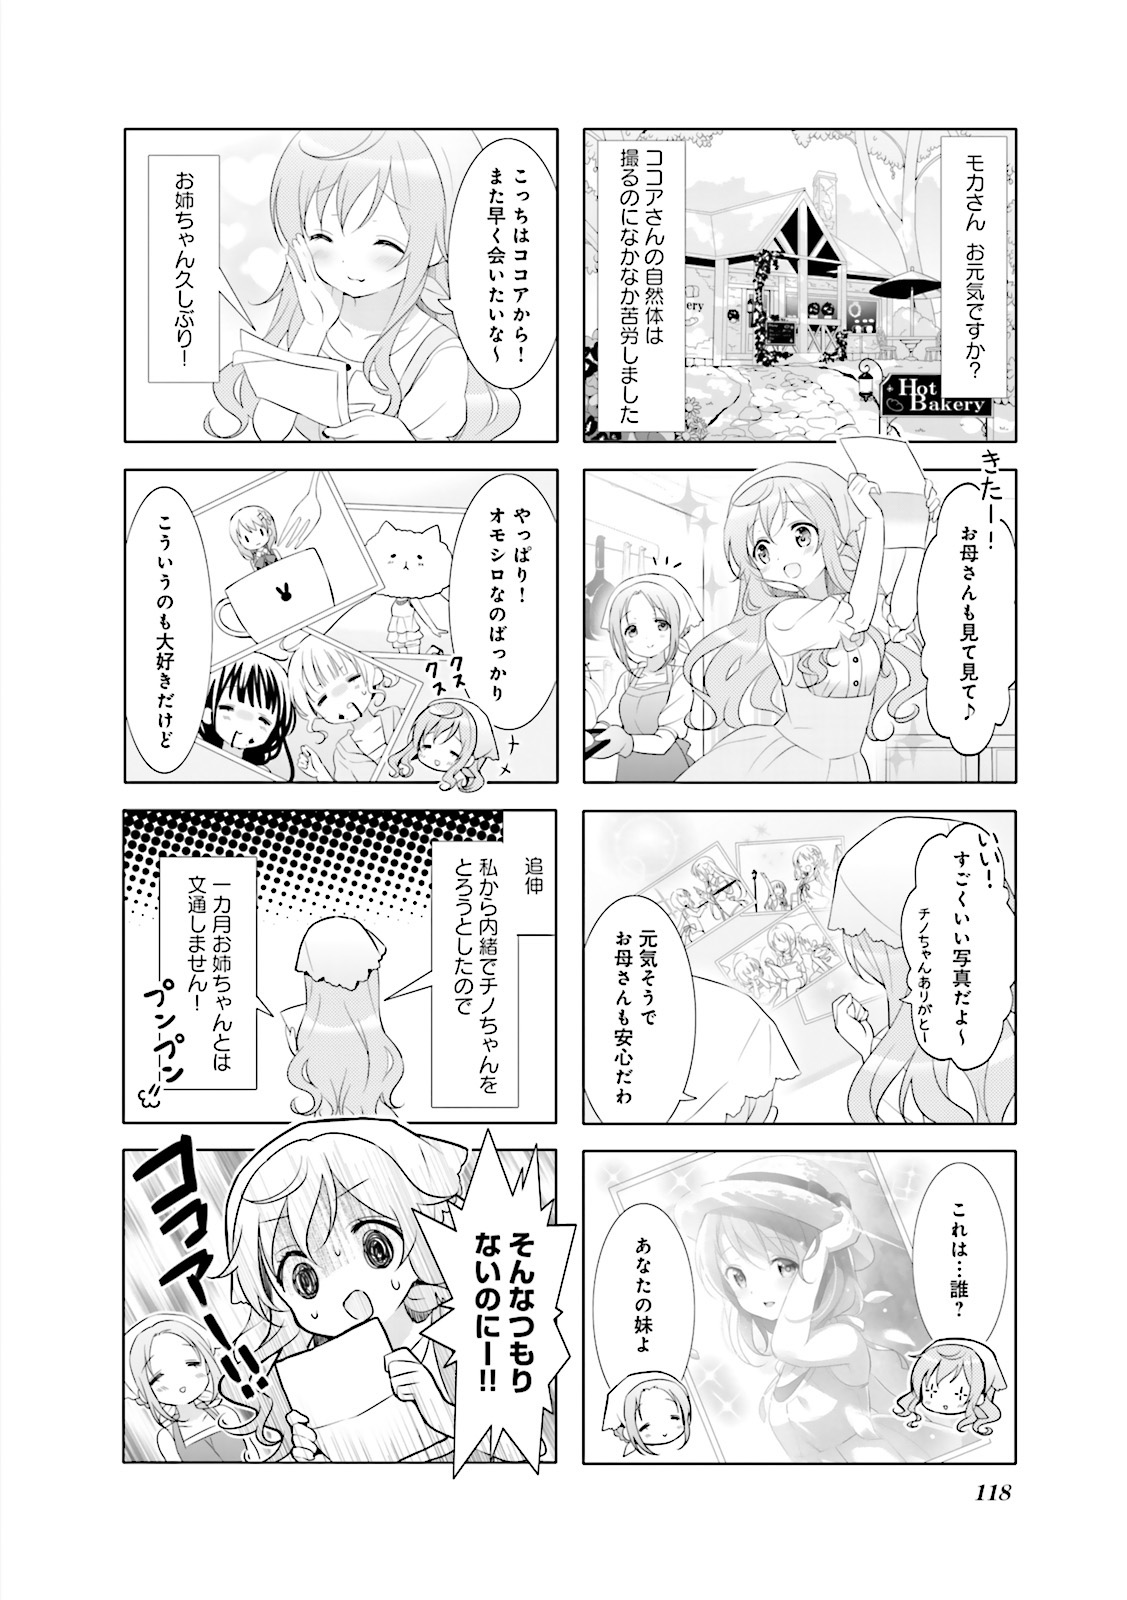 モカさん お元気ですか？
ココアさんの自然体は
撮るのになかなか苦労しました
ery
Hot
Bakery
きたーー！
お母さんも見て見て♪
いい！
すごくいい写真だよ〜
チノちゃんありがとー
元気そうで
お母さんも安心だわ
これは…誰？
あなたの妹よ
こっちはココアから！
また早く会いたいな〜
お姉ちゃん久しぶり！
やっぱり！
オモシロなのばっかり
クスクス
こういうのも大好きだけど
追伸
私から内緒でチノちゃんを
とろうとしたので
一カ月お姉ちゃんとは
文通しません！
プンプン
そんなつもり
ないのにー!!
ココアー!!
118